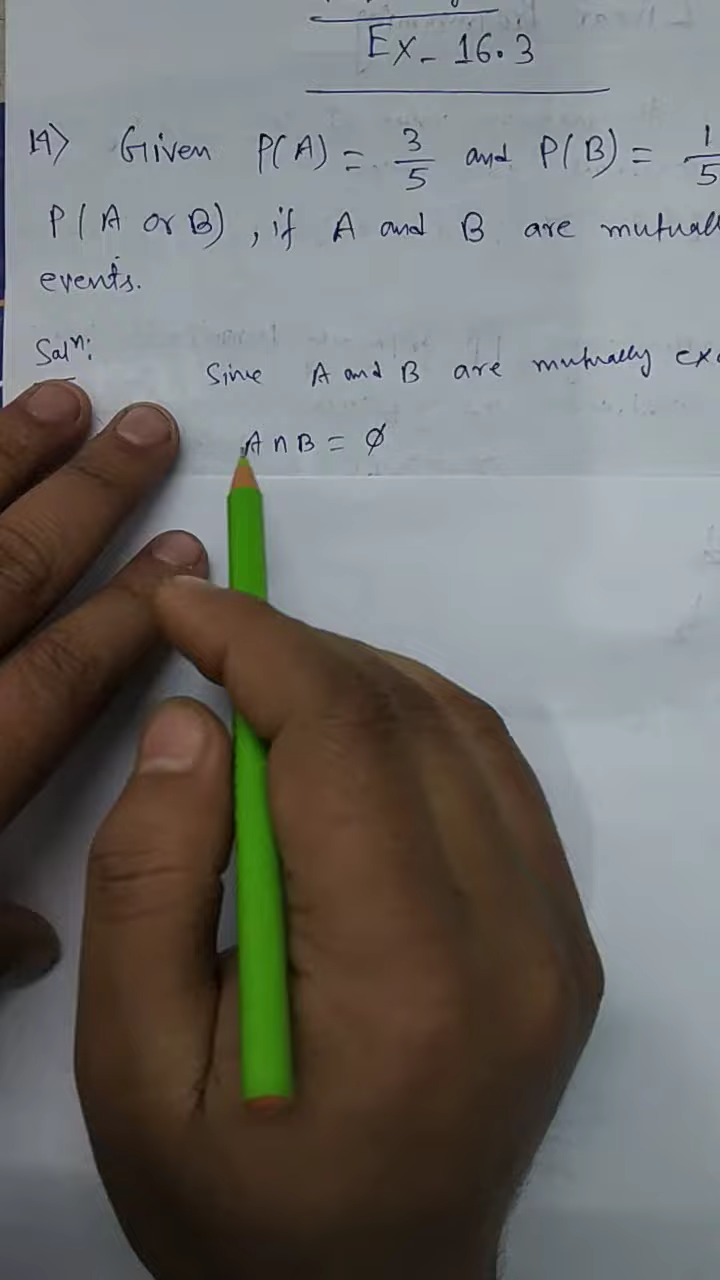 Ex- 16.3
14) Given P(A) = 3/5 and P(B) = 1/5
P(A or B), if A and B are mutuall
events.
Solⁿ: Since A and B are mutually exc
A ∩ B = ∅